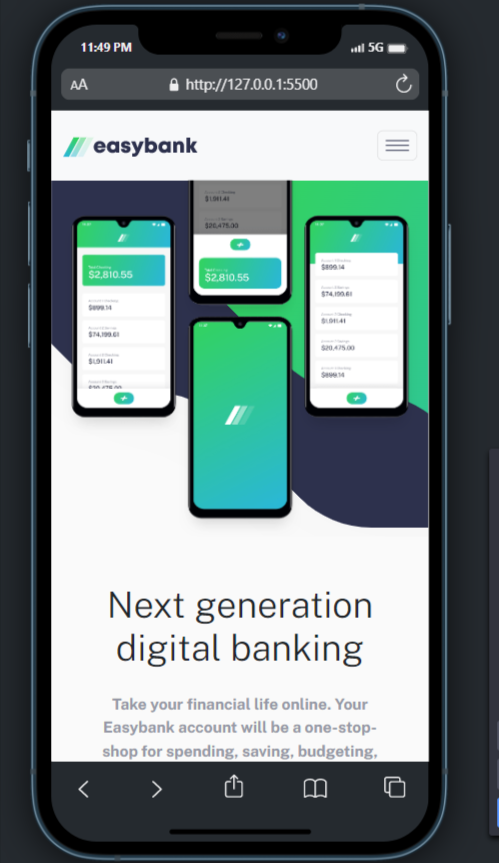 11:49 PM
5G
AA
http://127.0.0.1:5500
easybank
$1,911.41
$20,475.00
$2,810.55
$2,810.55
$899.14
$74,199.61
$1,911.41
$20,475.00
$899.14
$74,199.61
$1,911.41
$20,475.00
$899.14
Next generation
digital banking
Take your financial life online. Your
Easybank account will be a one-stop-
shop for spending, saving, budgeting,